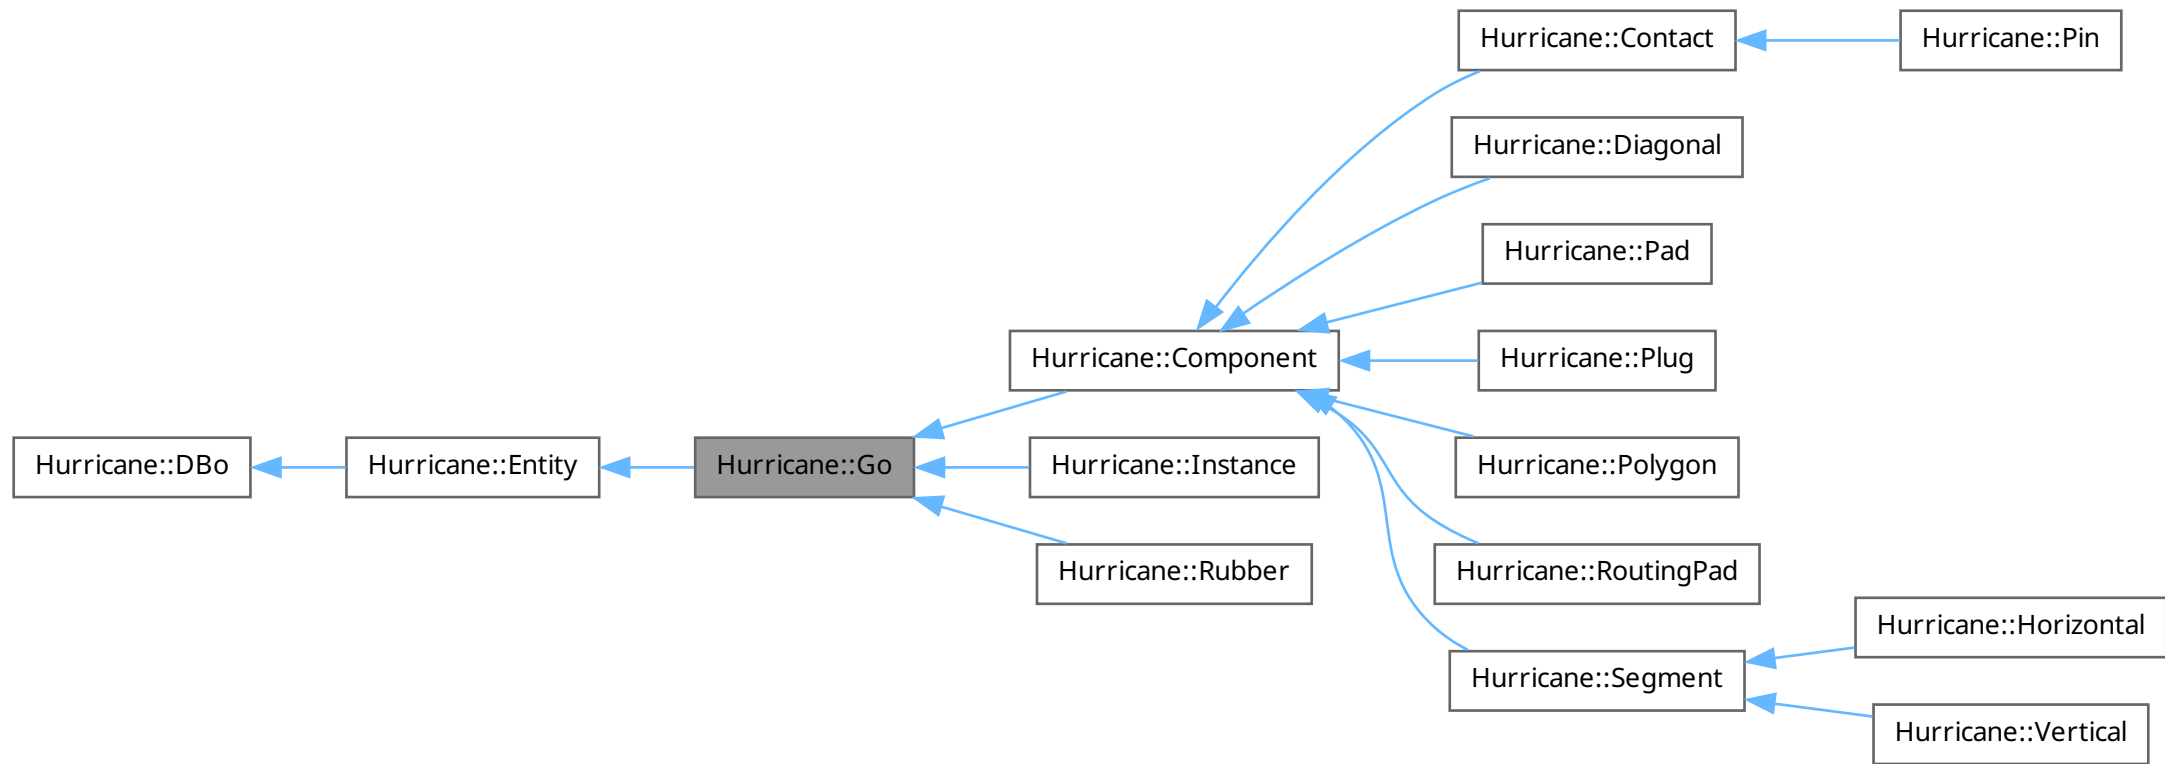 Hurricane::Contact
Hurricane::Pin
Hurricane::Diagonal
Hurricane::Pad
Hurricane::Component
Hurricane::Plug
Hurricane::DBo
Hurricane::Entity
Hurricane::Go
Hurricane::Instance
Hurricane::Polygon
Hurricane::Rubber
Hurricane::RoutingPad
Hurricane::Horizontal
Hurricane::Segment
Hurricane::Vertical